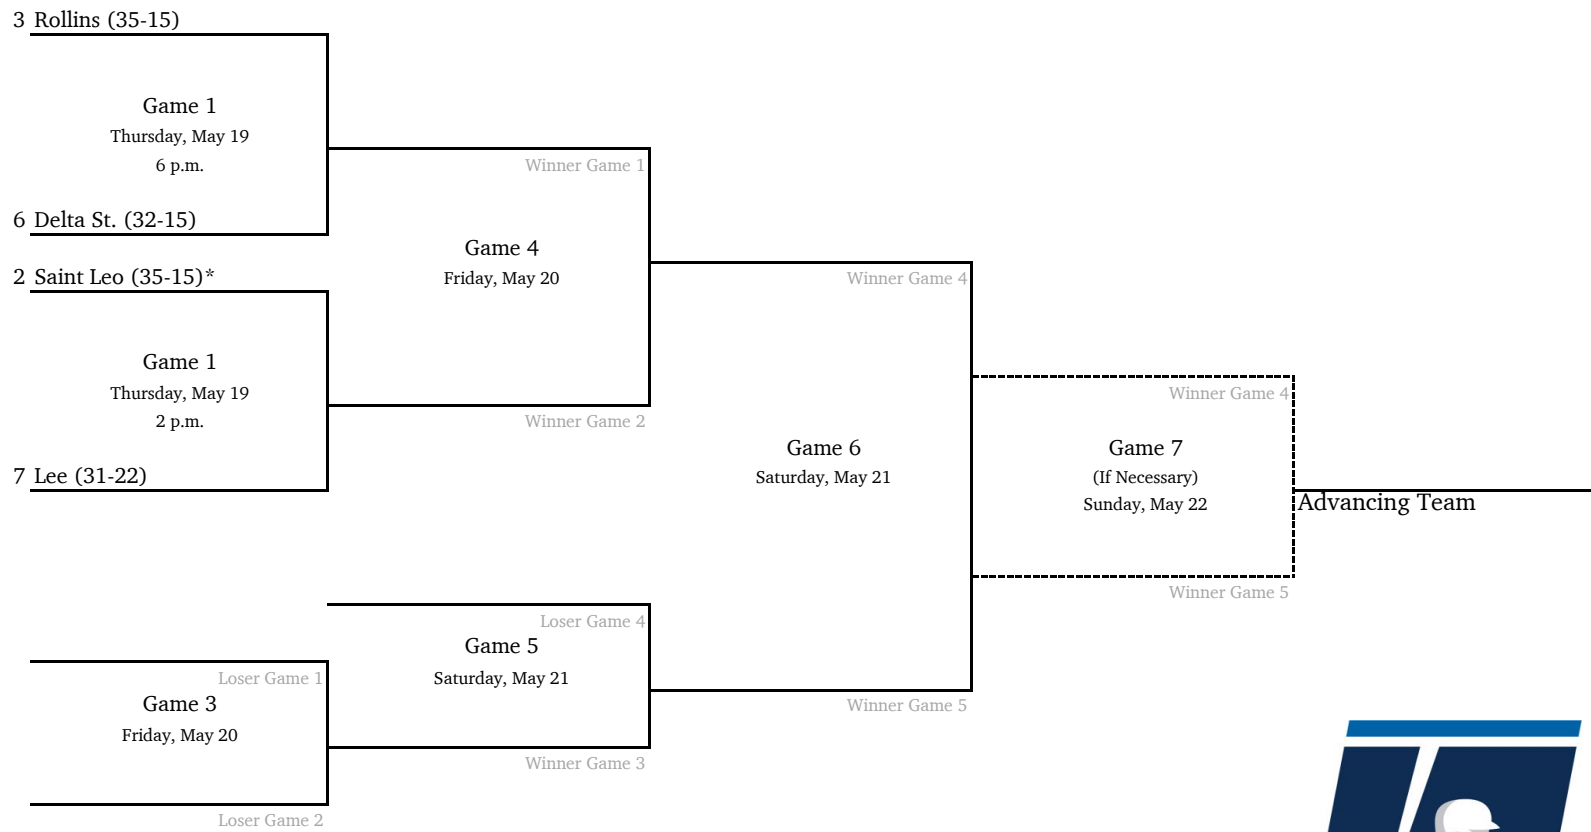 3 Rollins (35-15)
Game 1
Thursday, May 19
6 p.m.
6 Delta St. (32-15)
2 Saint Leo (35-15)*
Game 1
Thursday, May 19
2 p.m.
7 Lee (31-22)
Loser Game 1
Game 3
Friday, May 20
Loser Game 2
Winner Game 1
Game 4
Friday, May 20
Winner Game 2
Loser Game 4
Game 5
Saturday, May 21
Winner Game 3
Winner Game 4
Game 6
Saturday, May 21
Winner Game 5
Winner Game 4
Game 7
(If Necessary)
Sunday, May 22
Winner Game 5
Advancing Team